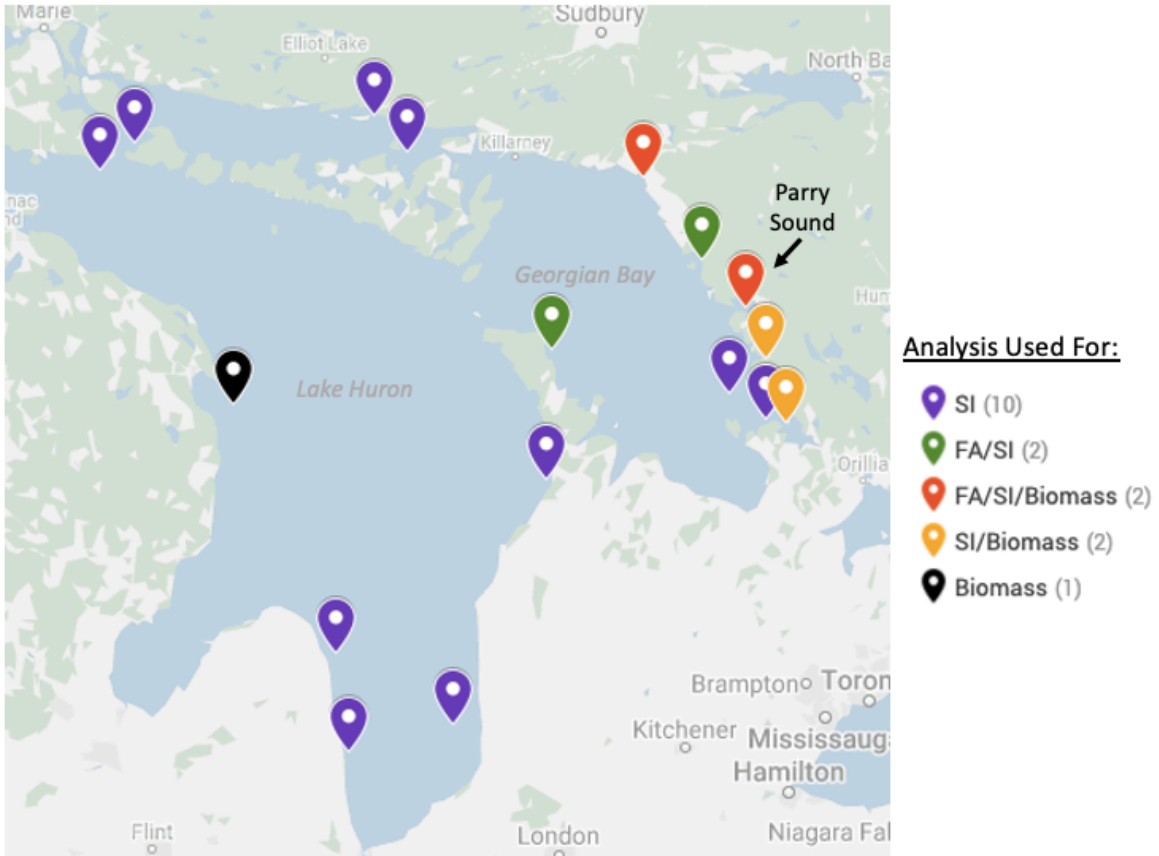 Marie
Sudbury
Elliot Lake
North Ba
Killarney
nac
nd
Parry
Sound
Georgian Bay
Hun
Lake Huron
Analysis Used For:
SI (10)
FA/SI (2)
FA/SI/Biomass (2)
SI/Biomass (2)
Biomass (1)
Orillia
Brampton
Toron
Kitchener
Mississauga
Hamilton
Flint
London
Niagara Fal